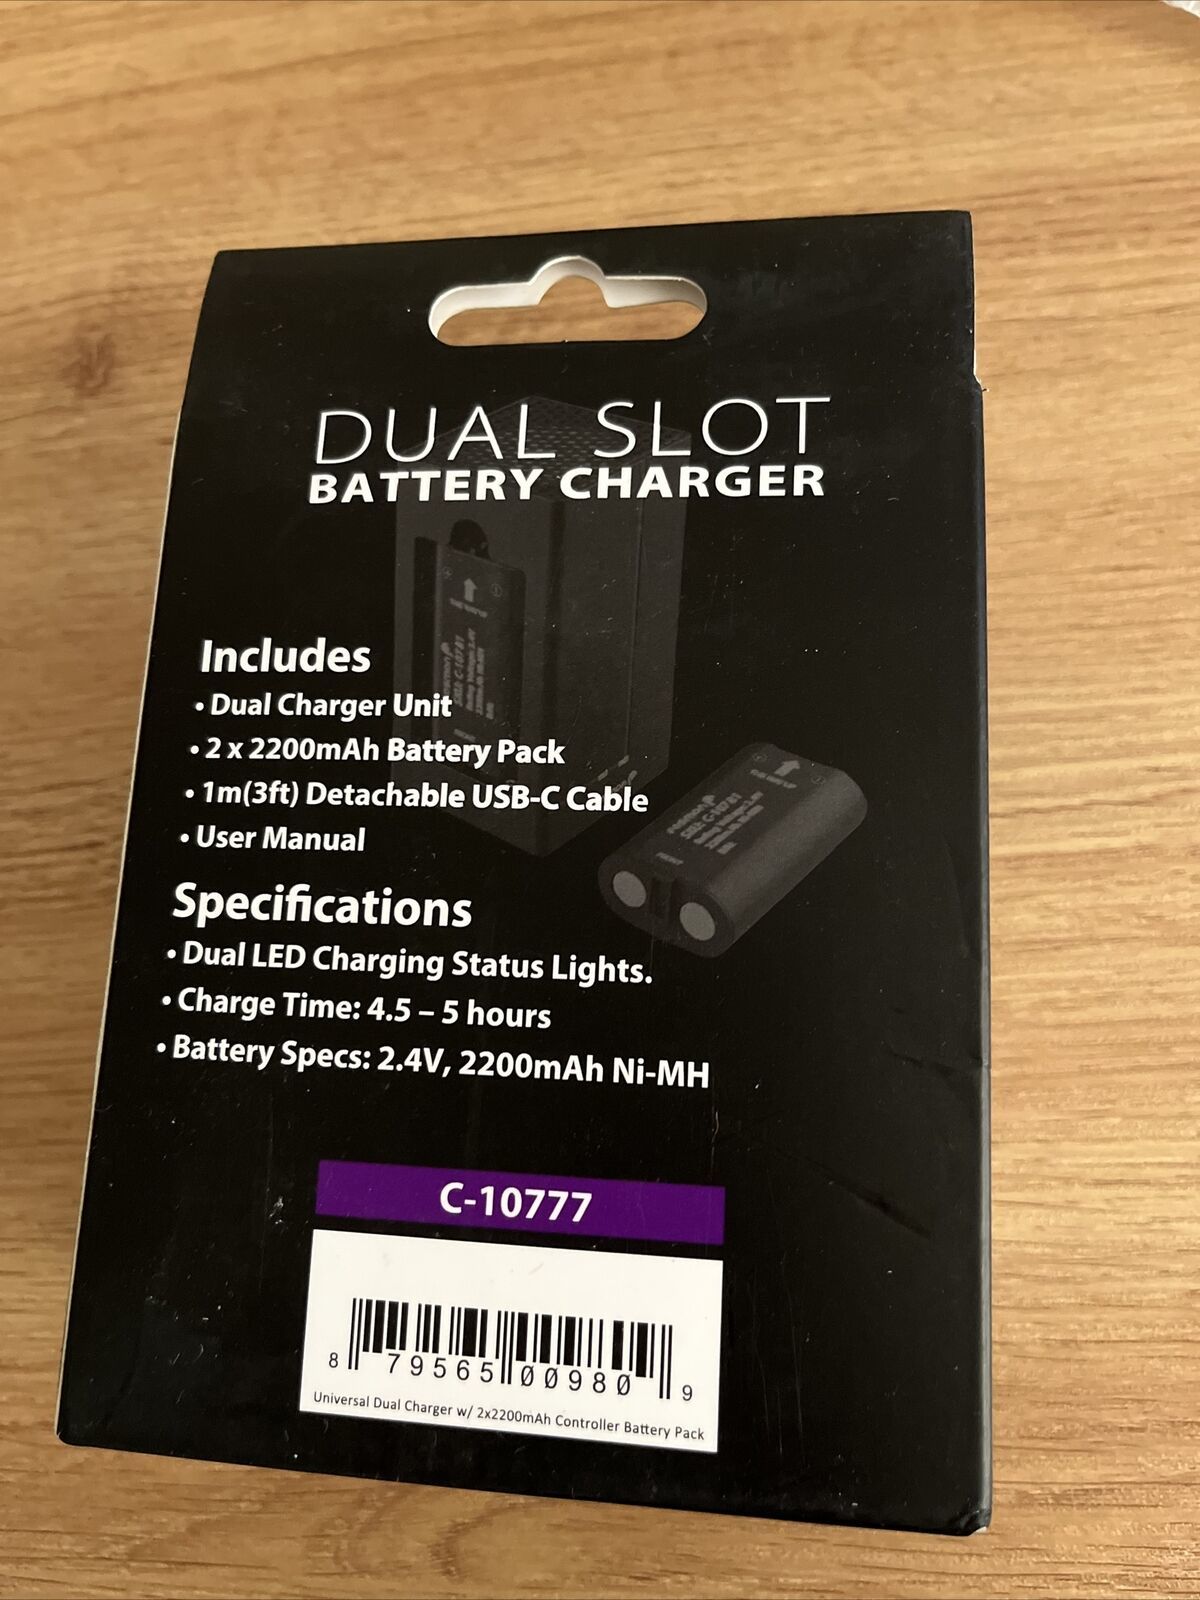 DUAL SLOT
BATTERY CHARGER
Includes
• Dual Charger Unit
• 2 x 2200mAh Battery Pack
• 1m(3ft) Detachable USB-C Cable
• User Manual
Specifications
• Dual LED Charging Status Lights.
• Charge Time: 4.5 – 5 hours
• Battery Specs: 2.4V, 2200mAh Ni-MH
C-10777
8 79565 00980 9
Universal Dual Charger w/ 2x2200mAh Controller Battery Pack